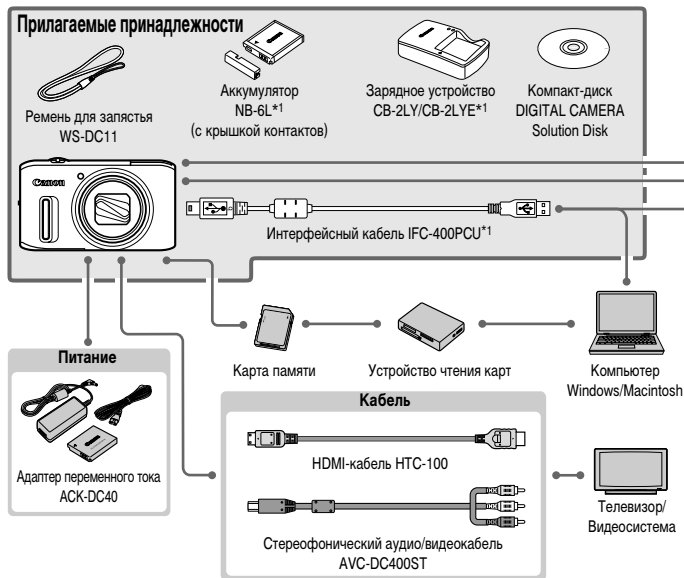 Прилагаемые принадлежности
Ремень для запястья
WS-DC11
Аккумулятор
NB-6L*1
(с крышкой контактов)
Зарядное устройство
CB-2LY/CB-2LYE*1
Компакт-диск
DIGITAL CAMERA
Solution Disk
Canon
Интерфейсный кабель IFC-400PCU*1
Питание
Адаптер переменного тока
ACK-DC40
Карта памяти
Устройство чтения карт
Компьютер
Windows/Macintosh
Кабель
HDMI-кабель HTC-100
Стереофонический аудио/видеокабель
AVC-DC400ST
Телевизор/
Видеосистема